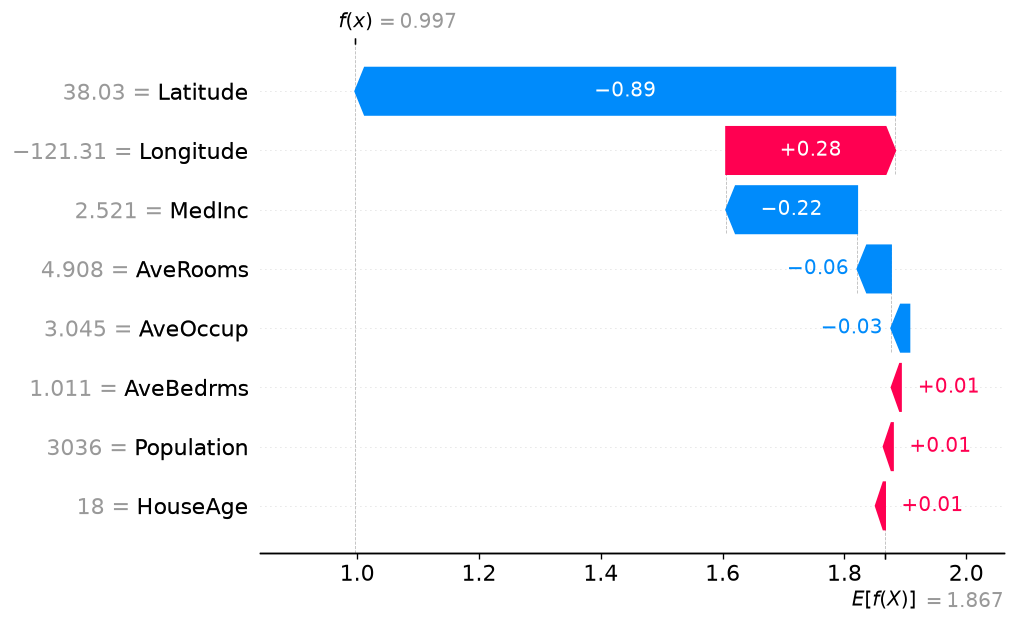 f(x) = 0.997
38.03 = Latitude −0.89
−121.31 = Longitude +0.28
2.521 = MedInc −0.22
4.908 = AveRooms −0.06
3.045 = AveOccup −0.03
1.011 = AveBedrms +0.01
3036 = Population +0.01
18 = HouseAge +0.01
1.0 1.2 1.4 1.6 1.8 2.0
E[f(X)] = 1.867